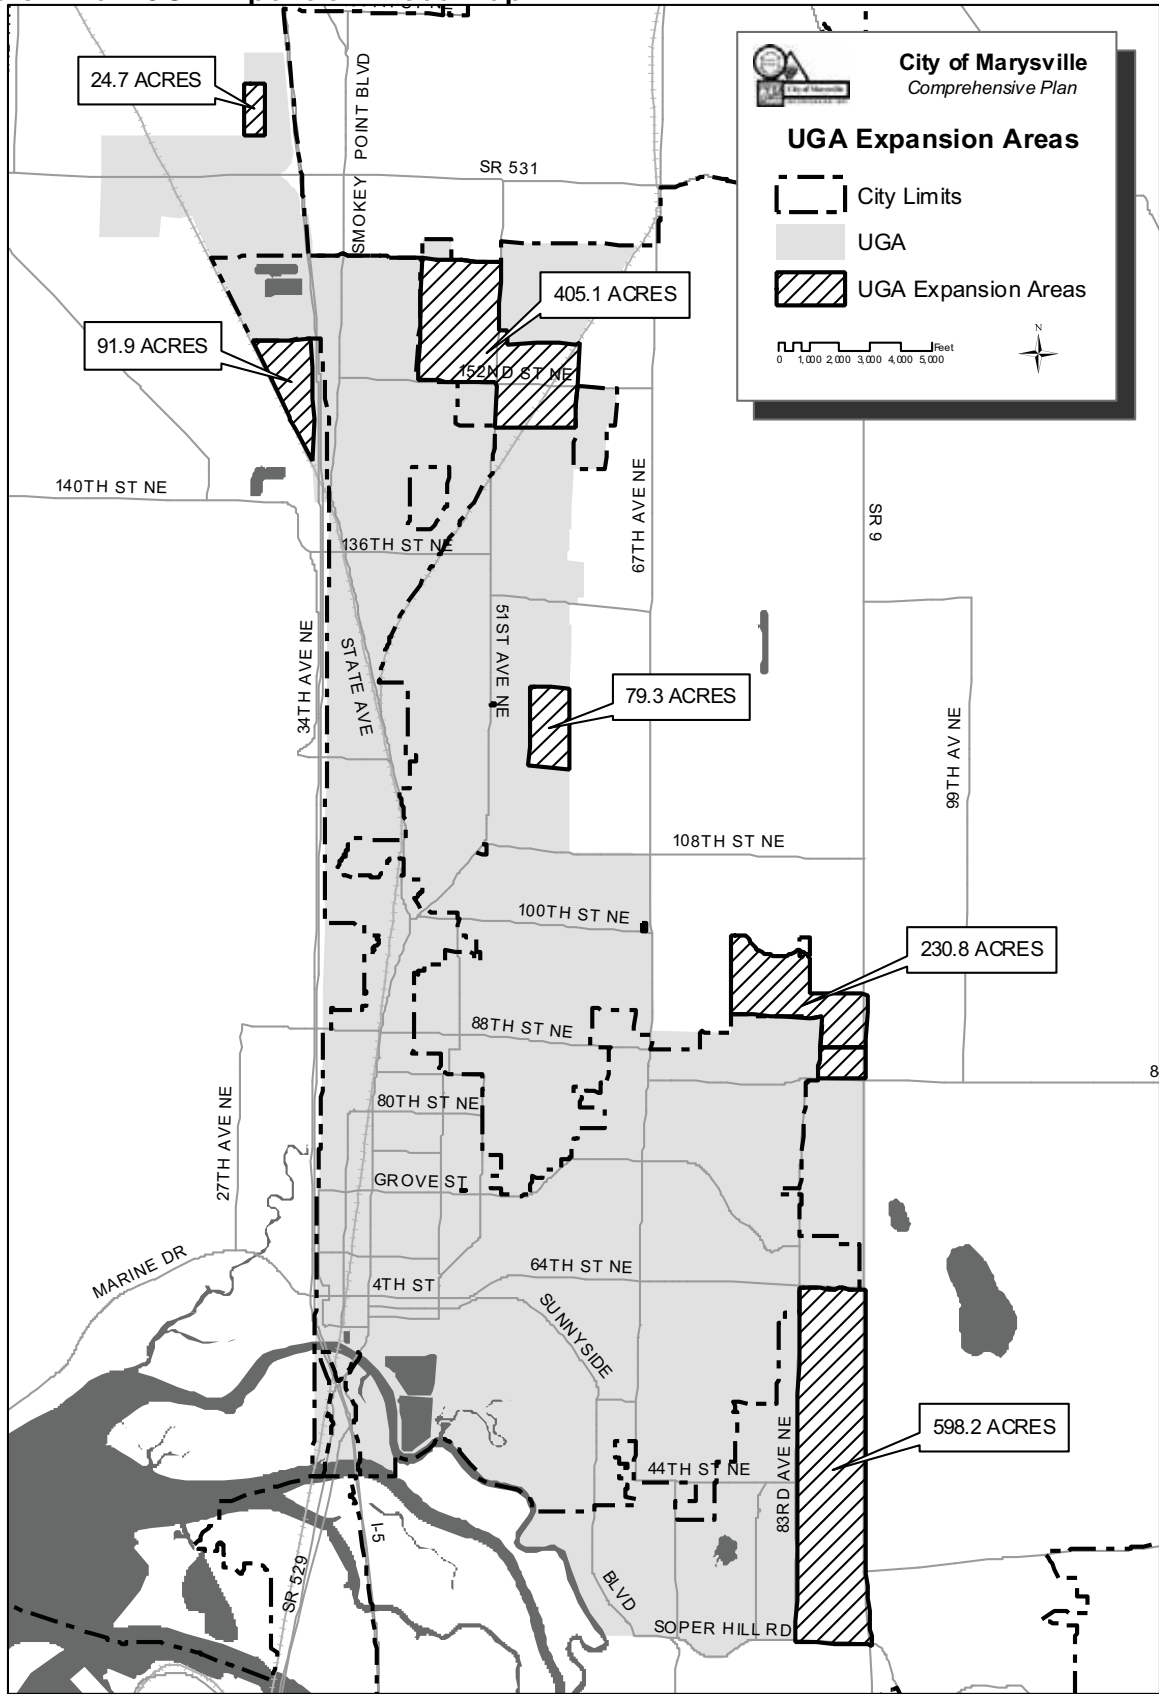 24.7 ACRES
SMOKEY POINT BLVD
City of Marysville
Comprehensive Plan
UGA Expansion Areas
City Limits
UGA
UGA Expansion Areas
Feet
0 1,000 2,000 3,000 4,000 5,000
N
SR 531
405.1 ACRES
91.9 ACRES
152ND ST NE
140TH ST NE
136TH ST NE
67TH AVE NE
SR 9
34TH AVE NE
STATE AVE
51ST AVE NE
79.3 ACRES
99TH AV NE
108TH ST NE
100TH ST NE
230.8 ACRES
88TH ST NE
8
27TH AVE NE
80TH ST NE
GROVE ST
MARINE DR
64TH ST NE
4TH ST
SUNNYSIDE
598.2 ACRES
44TH ST NE
83RD AVE NE
I-5
SR 529
BLVD
SOPER HILL RD